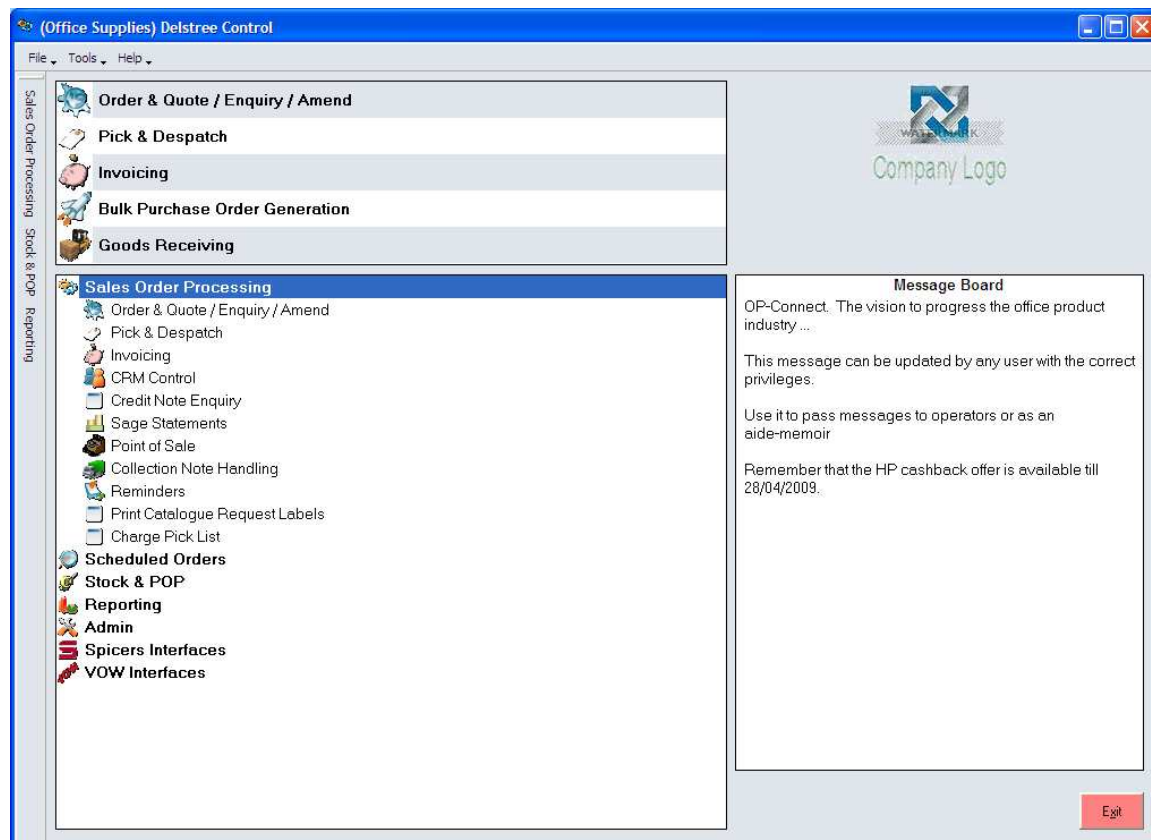 (Office Supplies) Delstree Control
File Tools Help
Sales Order Processing Stock & POP Reporting
Order & Quote / Enquiry / Amend
Pick & Despatch
Invoicing
Bulk Purchase Order Generation
Goods Receiving
WATERMARK
Company Logo
Sales Order Processing
Order & Quote / Enquiry / Amend
Pick & Despatch
Invoicing
CRM Control
Credit Note Enquiry
Sage Statements
Point of Sale
Collection Note Handling
Reminders
Print Catalogue Request Labels
Charge Pick List
Scheduled Orders
Stock & POP
Reporting
Admin
Spicers Interfaces
VOW Interfaces
Message Board
OP-Connect. The vision to progress the office product
industry ...
This message can be updated by any user with the correct
privileges.
Use it to pass messages to operators or as an
aide-memoir
Remember that the HP cashback offer is available till
28/04/2009.
Exit